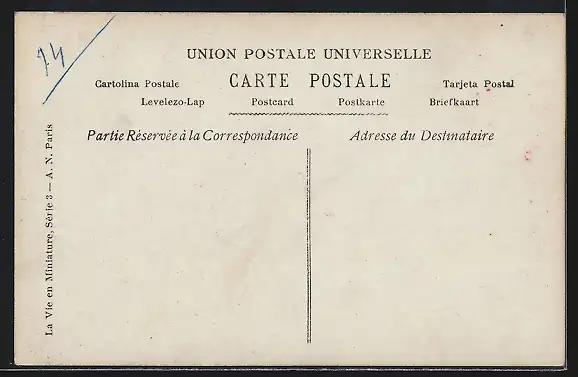 74
UNION POSTALE UNIVERSELLE
Cartolina Postale CARTE POSTALE Tarjeta Postal
Levelezo-Lap Postcard Postkarte Briefkaart
Partie Réservée à la Correspondance Adresse du Destinataire
La Vie en Miniature, Série 3 — A. N. Paris